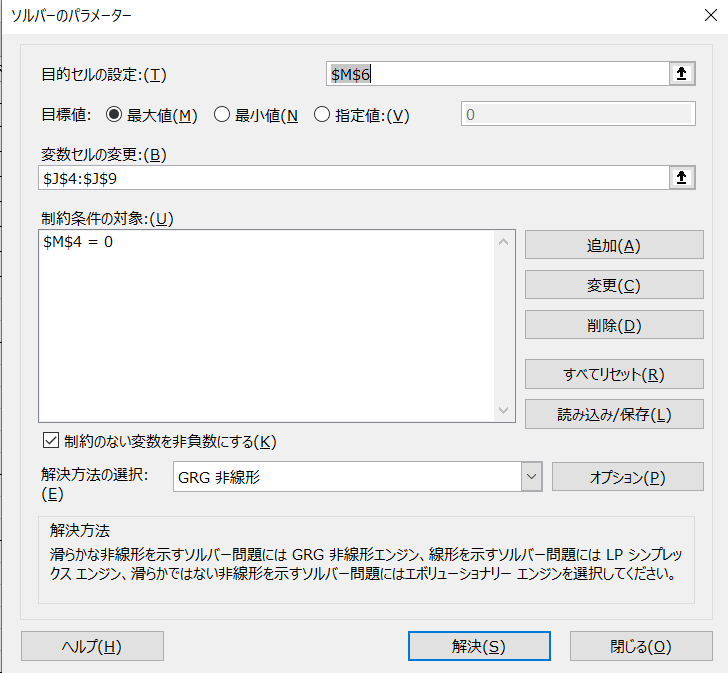 ソルバーのパラメーター
目的セルの設定:(T) $M$6
目標値: 最大値(M) 最小値(N 指定値:(V) 0
変数セルの変更:(B)
$J$4:$J$9
制約条件の対象:(U)
$M$4 = 0
追加(A)
変更(C)
削除(D)
すべてリセット(R)
読み込み/保存(L)
制約のない変数を非負数にする(K)
解決方法の選択:
(E)
GRG 非線形
オプション(P)
解決方法
滑らかな非線形を示すソルバー問題には GRG 非線形エンジン、線形を示すソルバー問題には LP シンプレッ
クス エンジン、滑らかではない非線形を示すソルバー問題にはエボリューショナリー エンジンを選択してください。
ヘルプ(H) 解決(S) 閉じる(O)